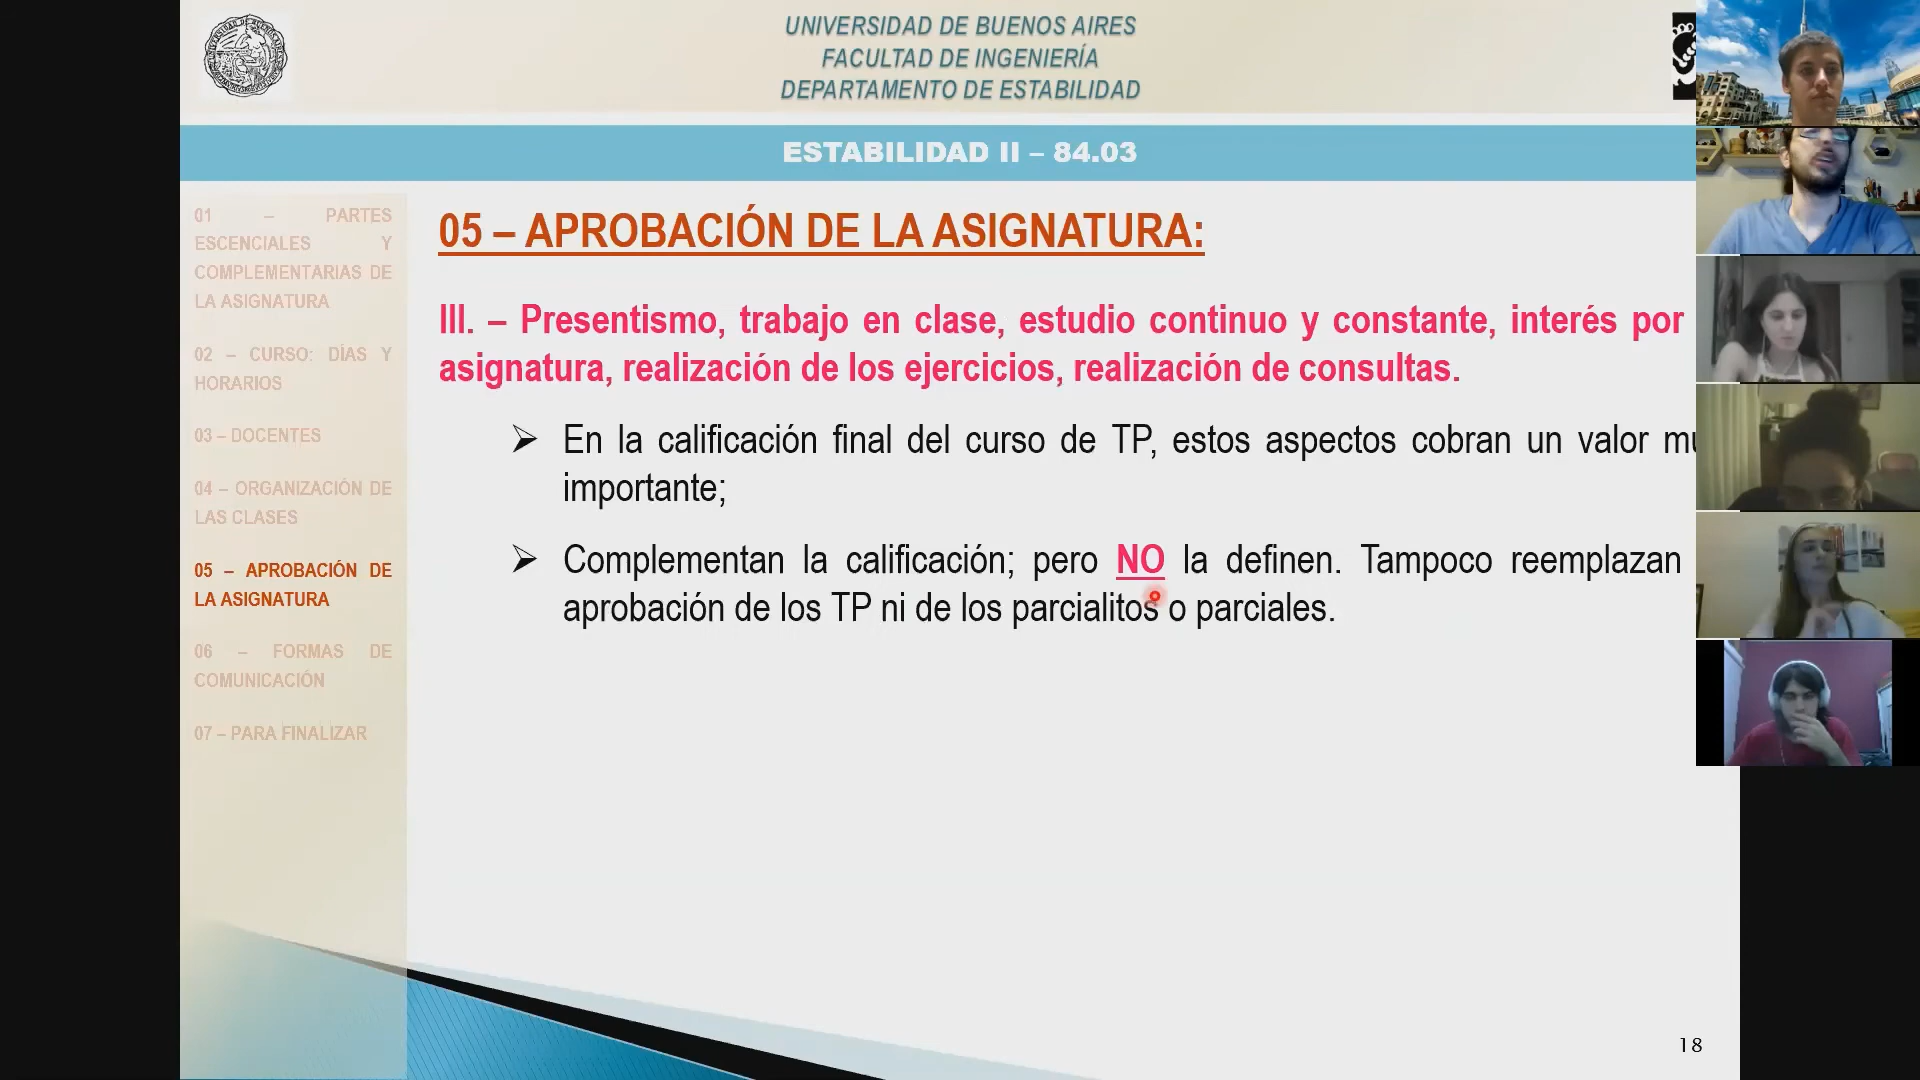 UNIVERSIDAD DE BUENOS AIRES
FACULTAD DE INGENIERÍA
DEPARTAMENTO DE ESTABILIDAD
ESTABILIDAD II – 84.03
01 – PARTES
ESCENCIALES Y
COMPLEMENTARIAS DE
LA ASIGNATURA
02 – CURSO: DÍAS Y
HORARIOS
03 – DOCENTES
04 – ORGANIZACIÓN DE
LAS CLASES
05 – APROBACIÓN DE
LA ASIGNATURA
06 – FORMAS DE
COMUNICACIÓN
07 – PARA FINALIZAR
05 – APROBACIÓN DE LA ASIGNATURA:
III. – Presentismo, trabajo en clase, estudio continuo y constante, interés por
asignatura, realización de los ejercicios, realización de consultas.
➢ En la calificación final del curso de TP, estos aspectos cobran un valor
importante;
➢ Complementan la calificación; pero NO la definen. Tampoco reemplazan
aprobación de los TP ni de los parcialitos o parciales.
18